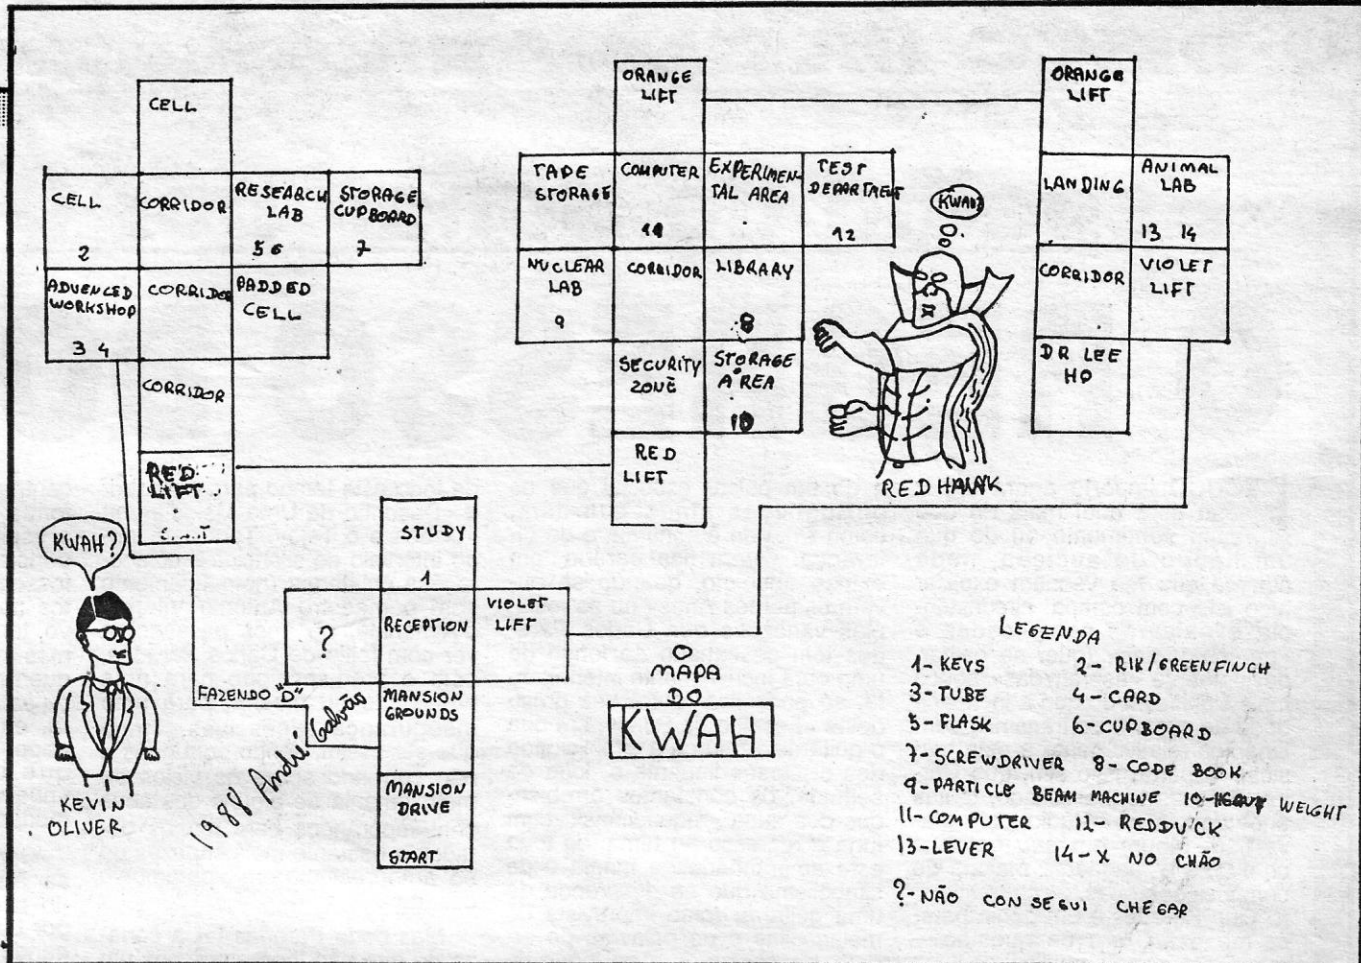 CELL
CELL
2
CORRIDOR
RESEARCH
LAB
5 6
STORAGE
CUPBOARD
7
ADVENCED
WORKSHOP
3 4
CORRIDOR
PADDED
CELL
CORRIDOR
RED
LIFT
ORANGE
LIFT
TAPE
STORAGE
COMPUTER
11
EXPERIMEN-
TAL AREA
TEST
DEPARTMENT
12
NUCLEAR
LAB
9
CORRIDOR
LIBRARY
8
SECURITY
ZONE
STORAGE
AREA
10
RED
LIFT
ORANGE
LIFT
LANDING
ANIMAL
LAB
13 14
CORRIDOR
VIOLET
LIFT
DR LEE
HO
KWAH?
REDHAWK
KWAH?
KEVIN
OLIVER
STUDY
1
?
RECEPTION
VIOLET
LIFT
FAZENDO "D"
MANSION
GROUNDS
MANSION
DRIVE
START
1988 André Galvão
O
MAPA
DO
KWAH
LEGENDA
1- KEYS 2- RIK/GREENFINCH
3- TUBE 4- CARD
5- FLASK 6- CUPBOARD
7- SCREWDRIVER 8- CODE BOOK
9- PARTICLE BEAM MACHINE 10- HEAVY WEIGHT
11- COMPUTER 12- REDDUCK
13- LEVER 14- X NO CHÃO
?- NÃO CONSEGUI CHEGAR